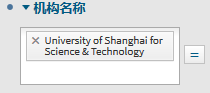 机构名称
University of Shanghai for
Science & Technology
=